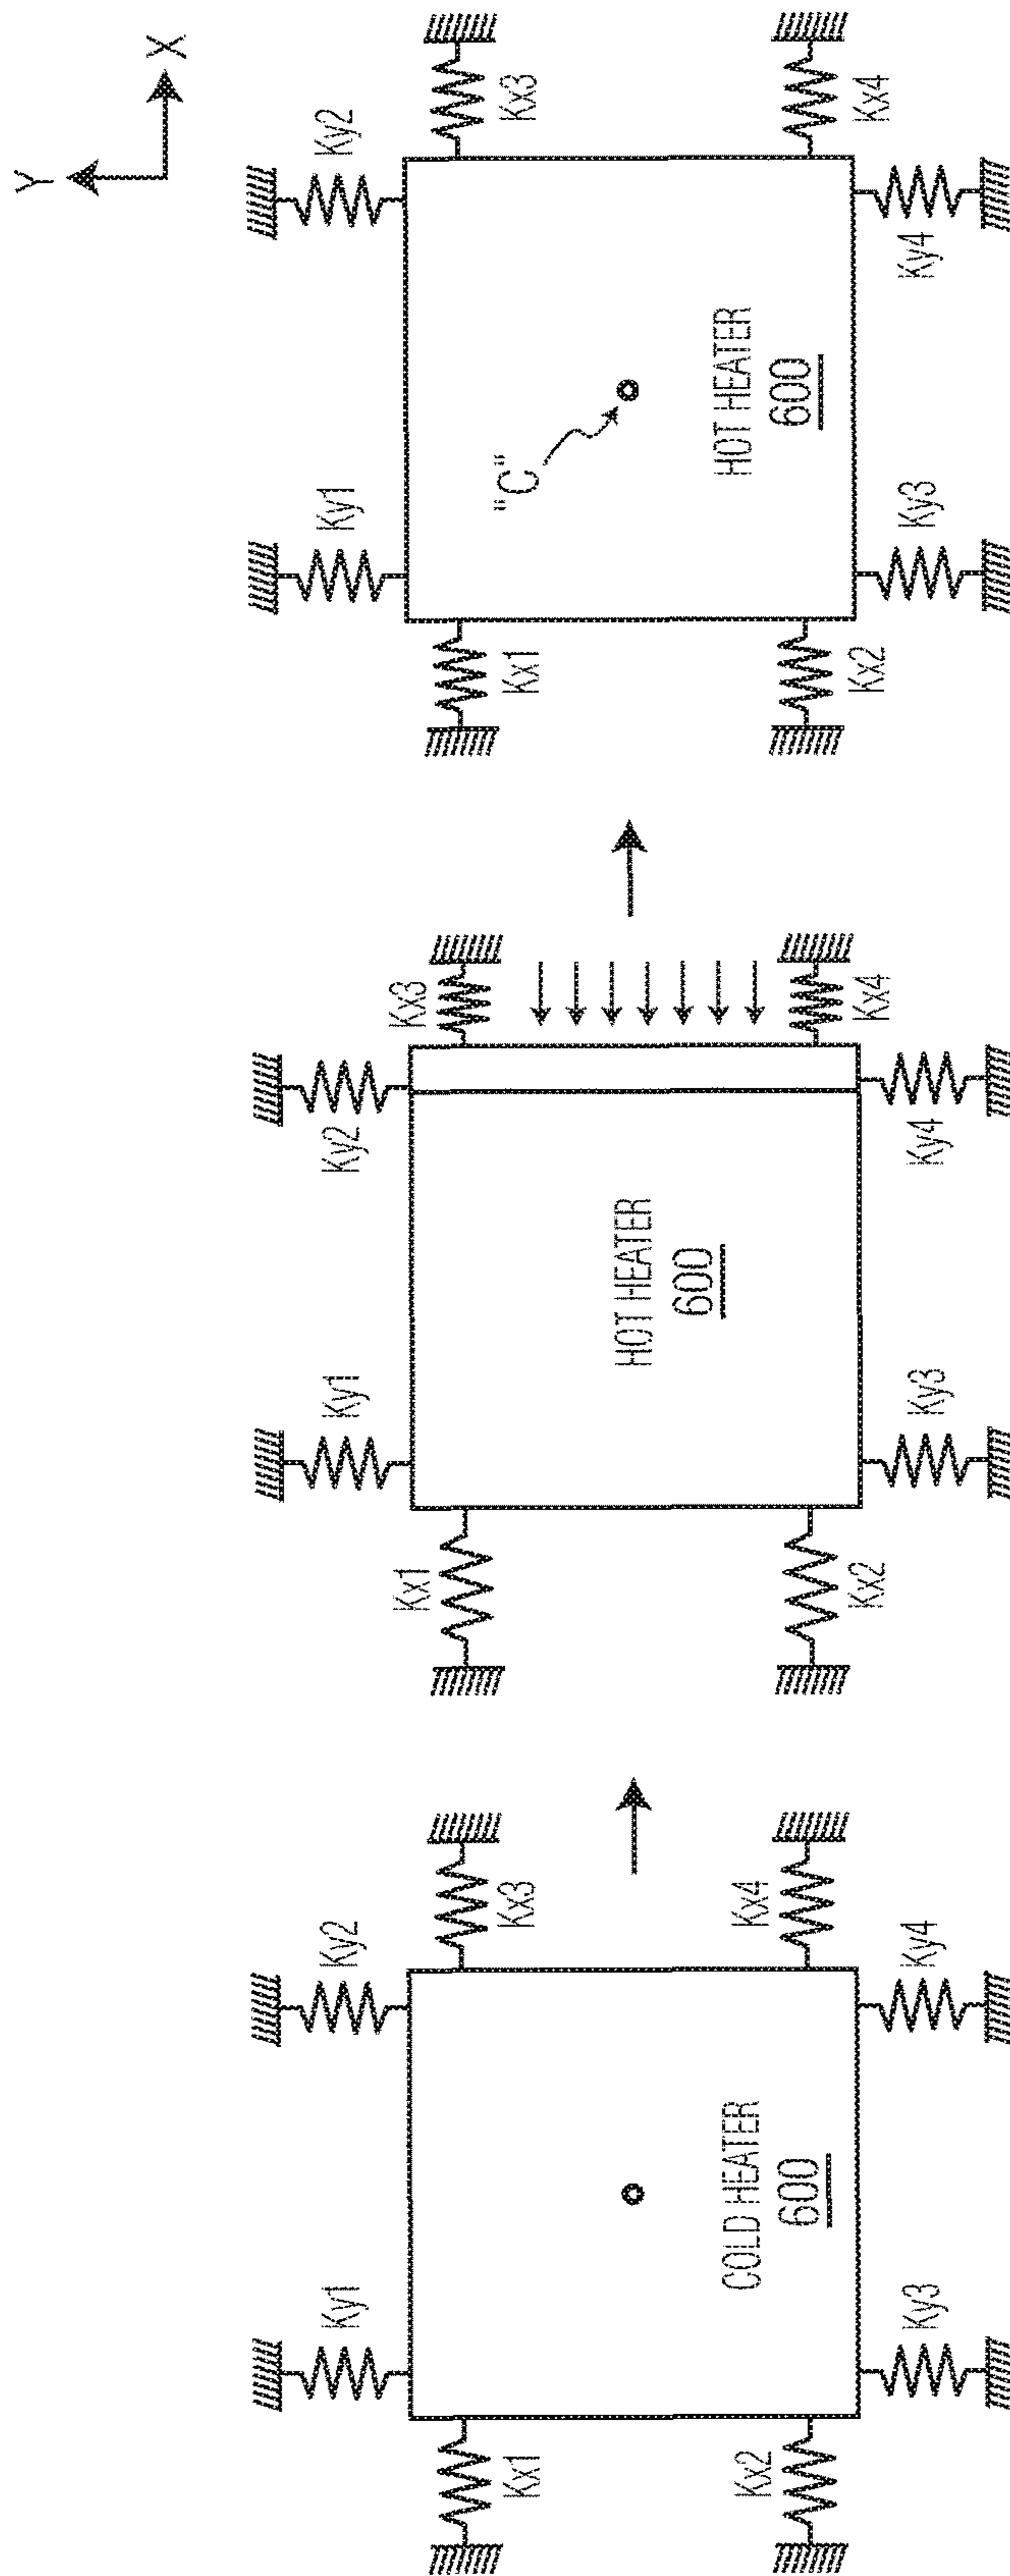 Ky1
Ky2
Kx1
Kx3
COLD HEATER
600
Kx2
Kx4
Ky3
Ky4
Ky1
Ky2
Kx1
Kx3
HOT HEATER
600
Kx2
Kx4
Ky3
Ky4
Y
X
Ky1
Ky2
Kx1
Kx3
"C"
HOT HEATER
600
Kx2
Kx4
Ky3
Ky4